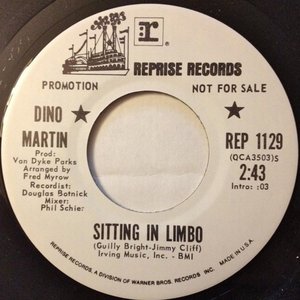 r
REPRISE RECORDS
PROMOTION
NOT FOR SALE
DINO
MARTIN
Prod:
Van Dyke Parks
Arranged by
Fred Myrow
Recordist:
Douglas Botnick
Mixer:
Phil Schier
REP 1129
(QCA3503)S
2:43
Intro: :03
SITTING IN LIMBO
(Guilly Bright-Jimmy Cliff)
Irving Music, Inc. - BMI
REPRISE RECORDS, A DIVISION OF WARNER BROS. RECORDS INC. MADE IN U.S.A.